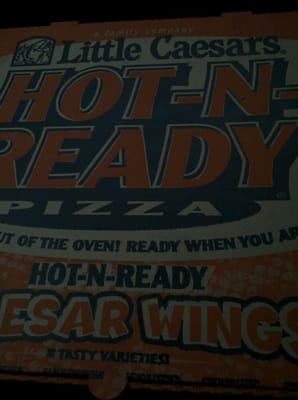 a family company
Little Caesars
HOT-N-
READY
PIZZA
UT OF THE OVEN! READY WHEN YOU AR
HOT-N-READY
ESAR WINGS
8 TASTY VARIETIES!